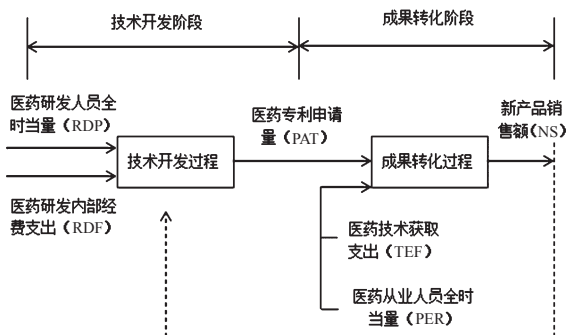 技术开发阶段
成果转化阶段
医药研发人员全
时当量（RDP）
医药专利申请
量（PAT）
新产品销
售额（NS）
技术开发过程
成果转化过程
医药研发内部经
费支出（RDF）
医药技术获取
支出（TEF）
医药从业人员全时
当量（PER）